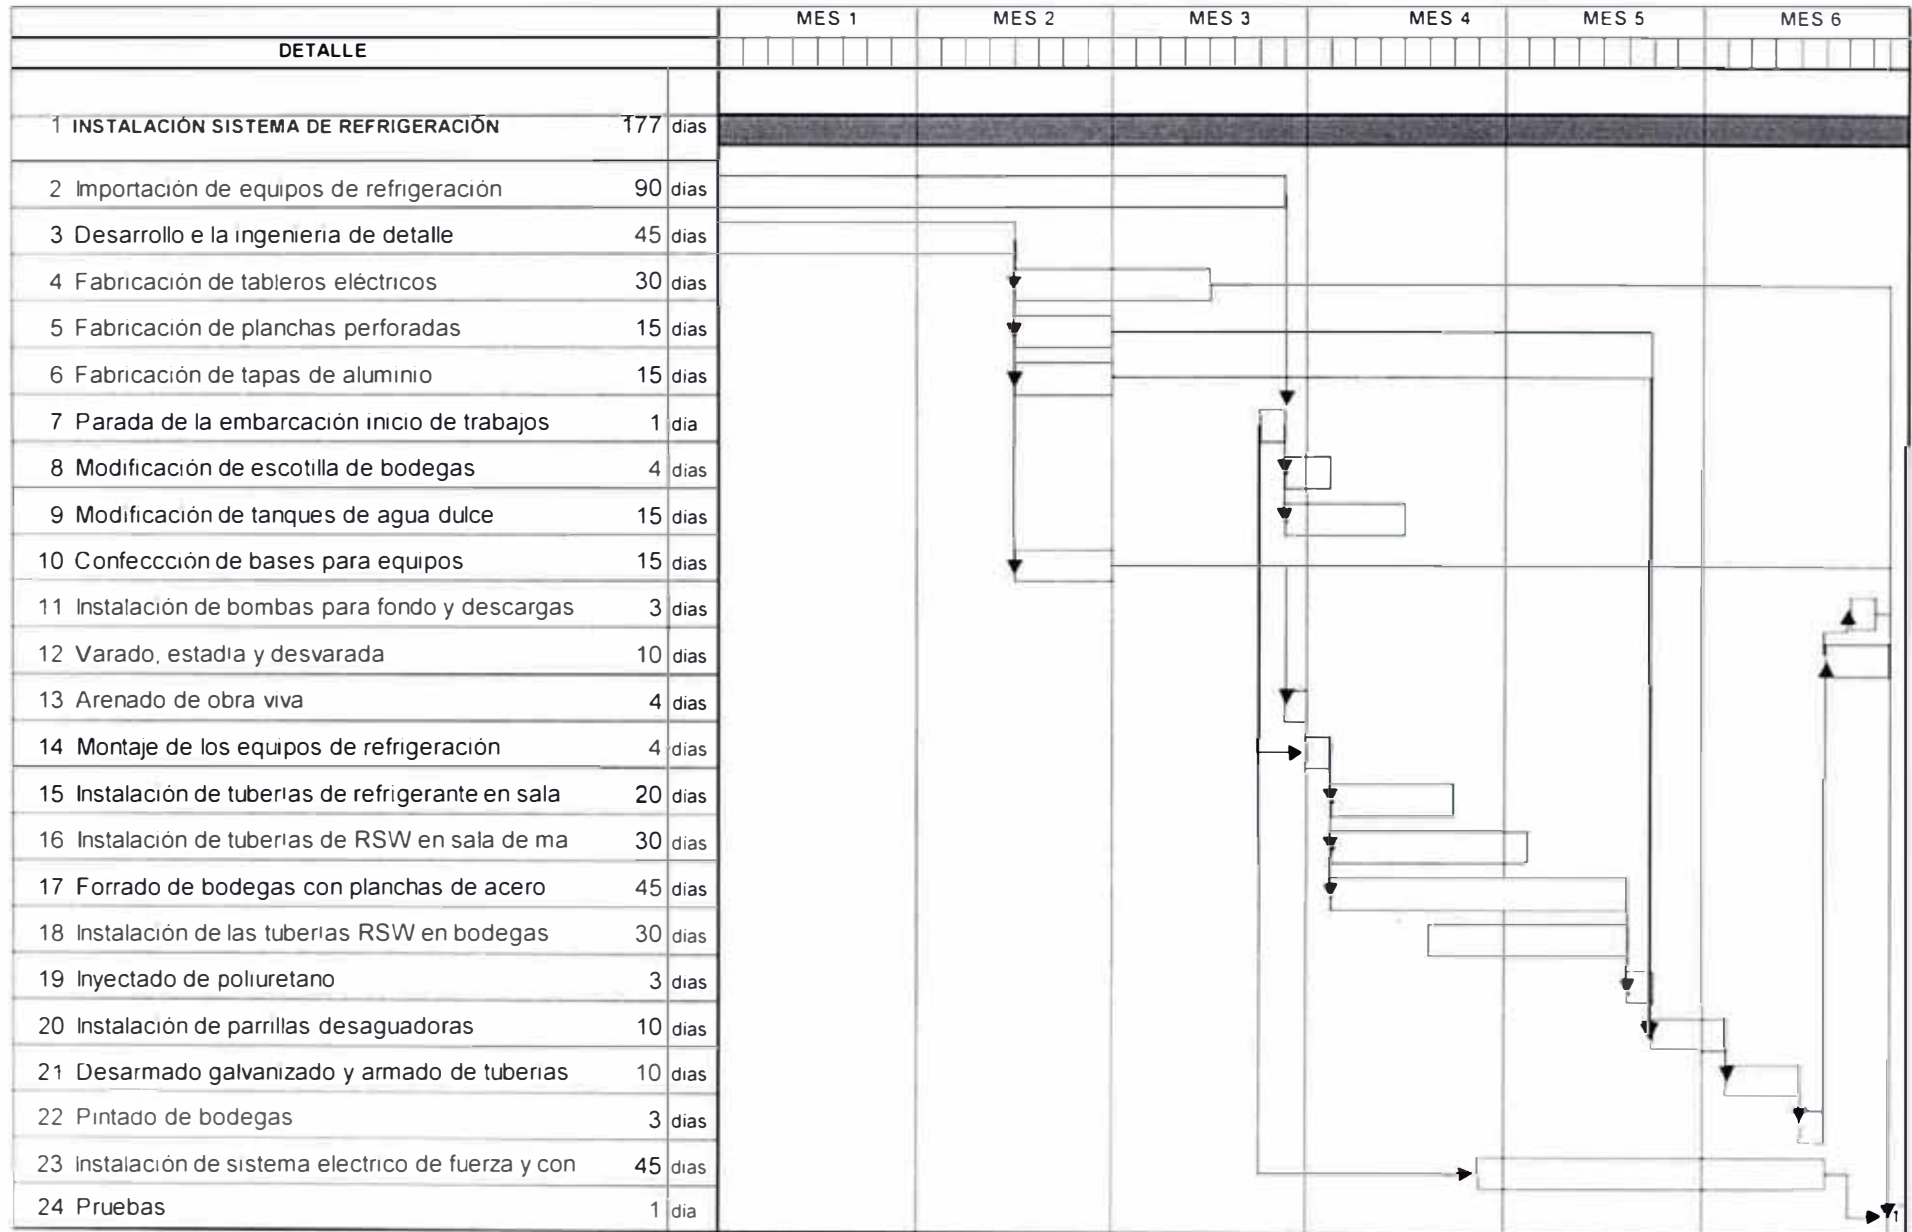 MES 1 MES 2 MES 3 MES 4 MES 5 MES 6
DETALLE
1 INSTALACIÓN SISTEMA DE REFRIGERACIÓN 177 dias
2 Importación de equipos de refrigeración 90 dias
3 Desarrollo e la ingenieria de detalle 45 dias
4 Fabricación de tableros eléctricos 30 dias
5 Fabricación de planchas perforadas 15 dias
6 Fabricación de tapas de aluminio 15 dias
7 Parada de la embarcación inicio de trabajos 1 dia
8 Modificación de escotilla de bodegas 4 dias
9 Modificación de tanques de agua dulce 15 dias
10 Confeccción de bases para equipos 15 dias
11 Instalación de bombas para fondo y descargas 3 dias
12 Varado, estadia y desvarada 10 dias
13 Arenado de obra viva 4 dias
14 Montaje de los equipos de refrigeración 4 dias
15 Instalación de tuberias de refrigerante en sala 20 dias
16 Instalación de tuberias de RSW en sala de ma 30 dias
17 Forrado de bodegas con planchas de acero 45 dias
18 Instalación de las tuberias RSW en bodegas 30 dias
19 Inyectado de poliuretano 3 dias
20 Instalación de parrillas desaguadoras 10 dias
21 Desarmado galvanizado y armado de tuberias 10 dias
22 Pintado de bodegas 3 dias
23 Instalación de sistema electrico de fuerza y con 45 dias
24 Pruebas 1 dia 1